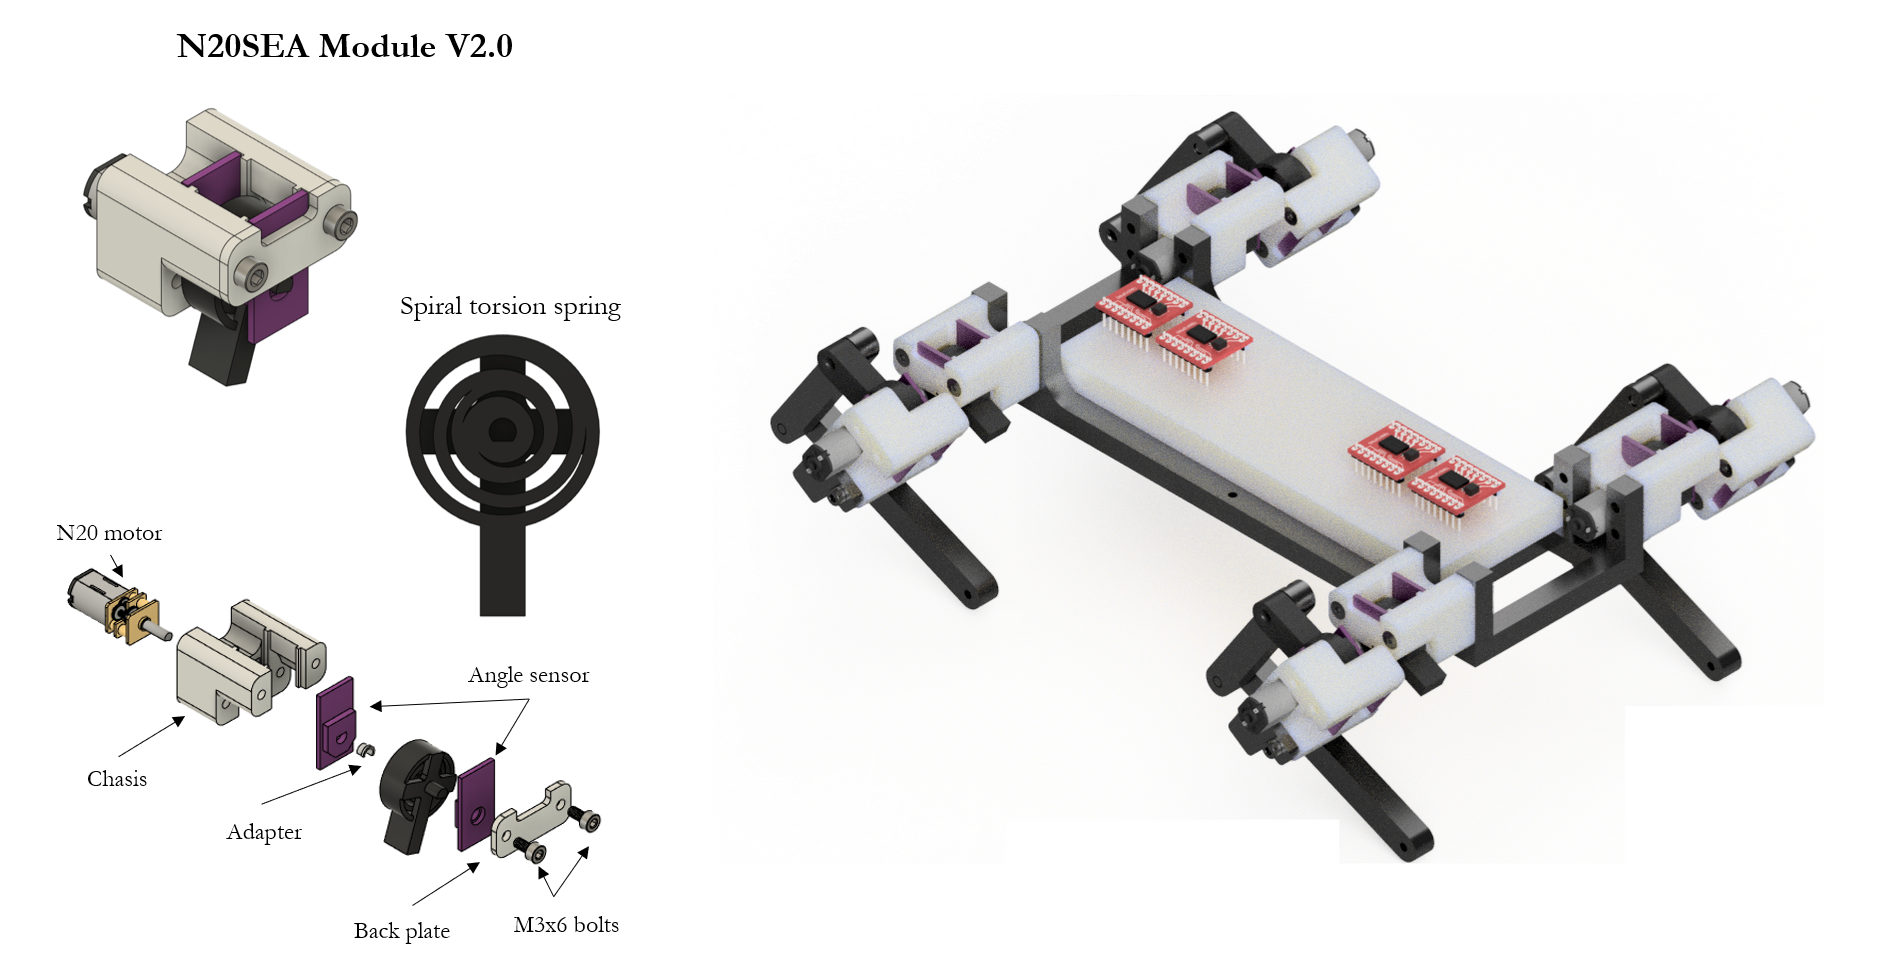 N20SEA Module V2.0
Spiral torsion spring
N20 motor
Angle sensor
Chasis
Adapter
Back plate
M3x6 bolts